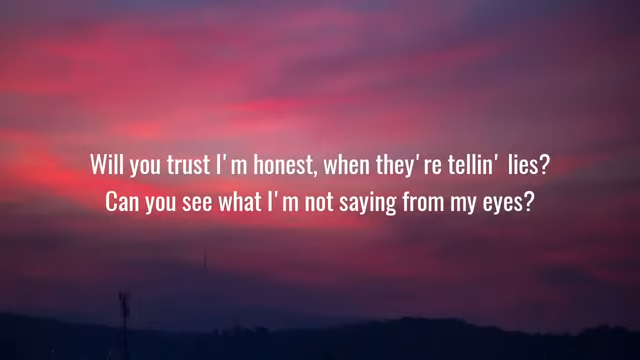 Will you trust I'm honest, when they're tellin' lies?
Can you see what I'm not saying from my eyes?